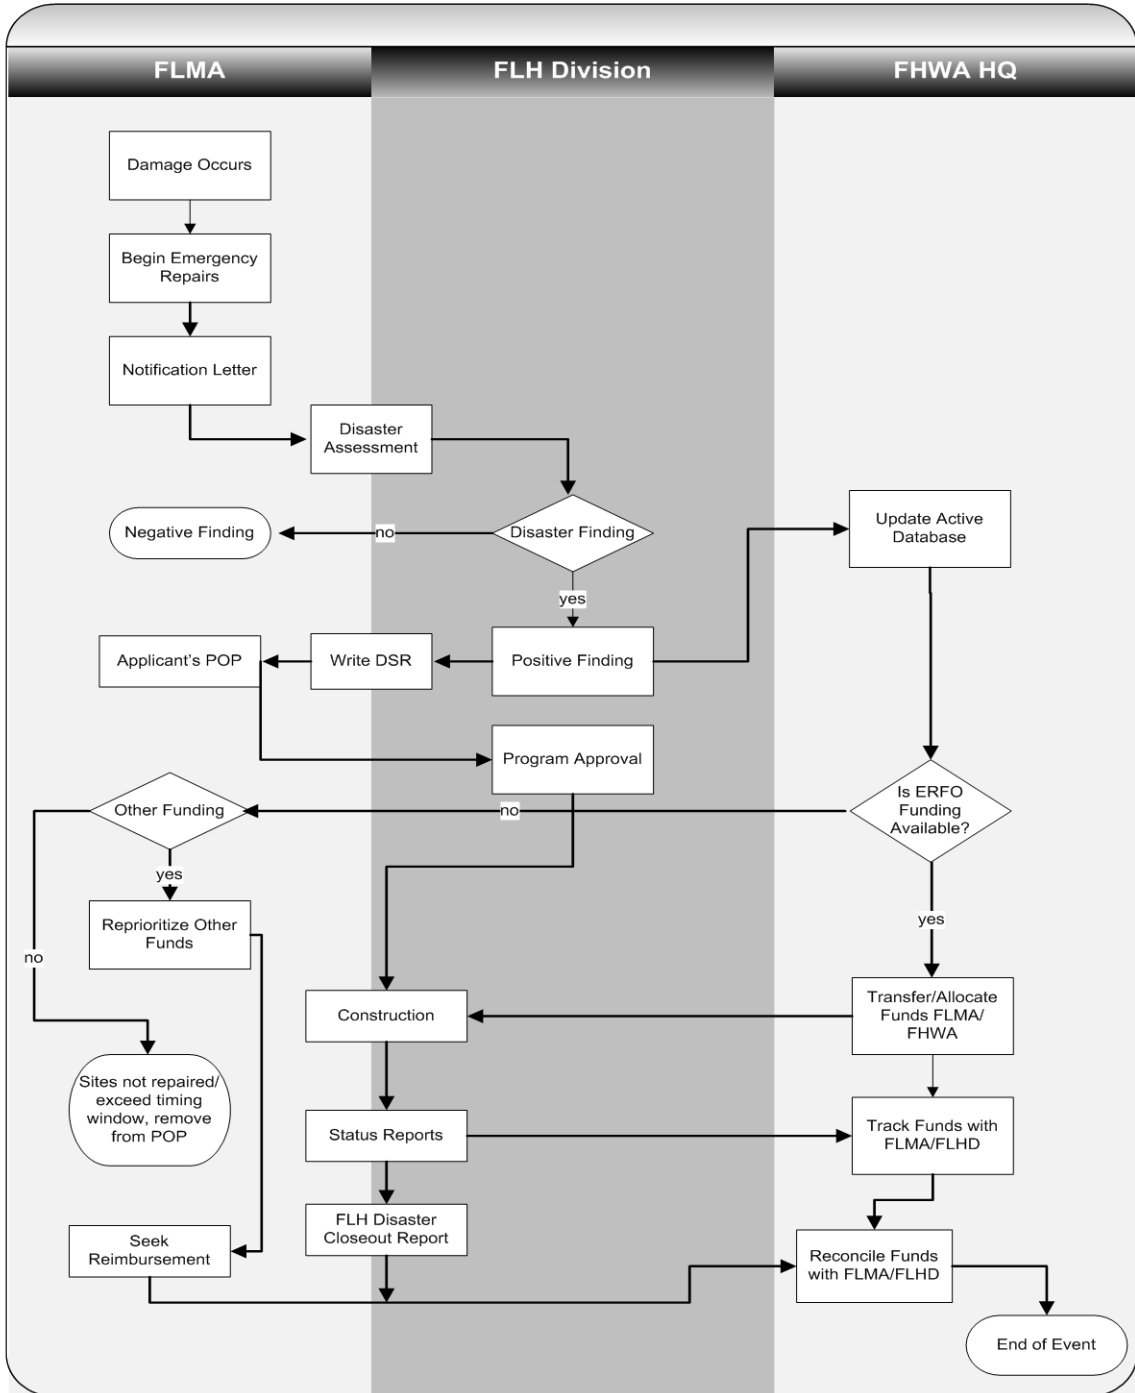 FLMA
FLH Division
FHWA HQ
Damage Occurs
Begin Emergency
Repairs
Notification Letter
Disaster
Assessment
Negative Finding
no
Disaster Finding
Update Active
Database
yes
Applicant's POP
Write DSR
Positive Finding
Program Approval
Other Funding
no
Is ERFO
Funding
Available?
yes
Reprioritize Other
Funds
yes
no
Construction
Transfer/Allocate
Funds FLMA/
FHWA
Sites not repaired/
exceed timing
window, remove
from POP
Status Reports
Track Funds with
FLMA/FLHD
FLH Disaster
Closeout Report
Seek
Reimbursement
Reconcile Funds
with FLMA/FLHD
End of Event